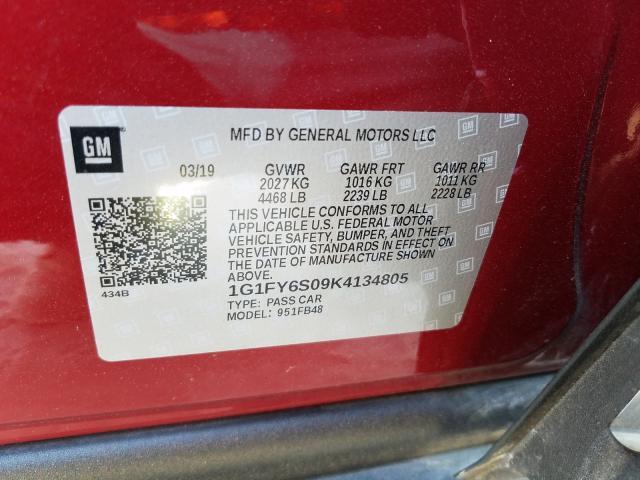 GM
MFD BY GENERAL MOTORS LLC
03/19 GVWR GAWR FRT GAWR RR
2027 KG 1016 KG 1011 KG
4468 LB 2239 LB 2228 LB
THIS VEHICLE CONFORMS TO ALL
APPLICABLE U.S. FEDERAL MOTOR
VEHICLE SAFETY, BUMPER, AND THEFT
PREVENTION STANDARDS IN EFFECT ON
THE DATE OF MANUFACTURE SHOWN
ABOVE.
434B
1G1FY6S09K4134805
TYPE: PASS CAR
MODEL: 951FB48